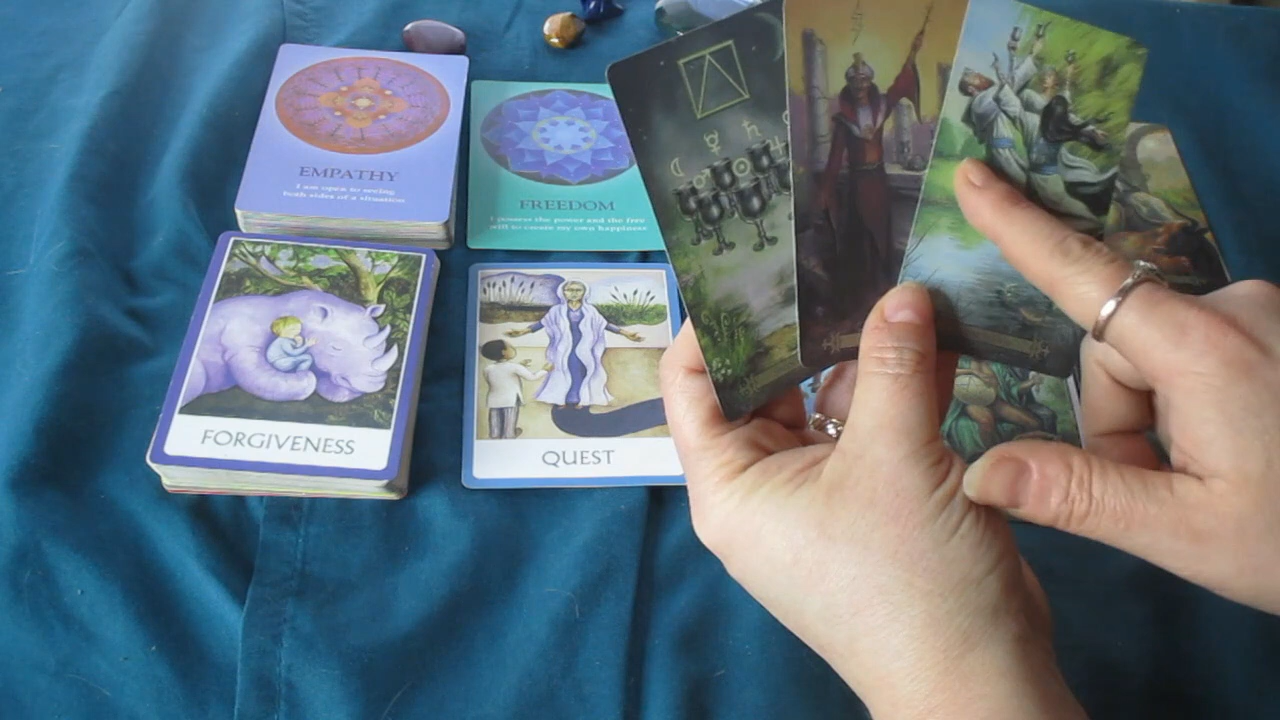 EMPATHY
I am open to seeing
both sides of a situation
FREEDOM
I possess the power and the free
will to create my own happiness
FORGIVENESS
QUEST